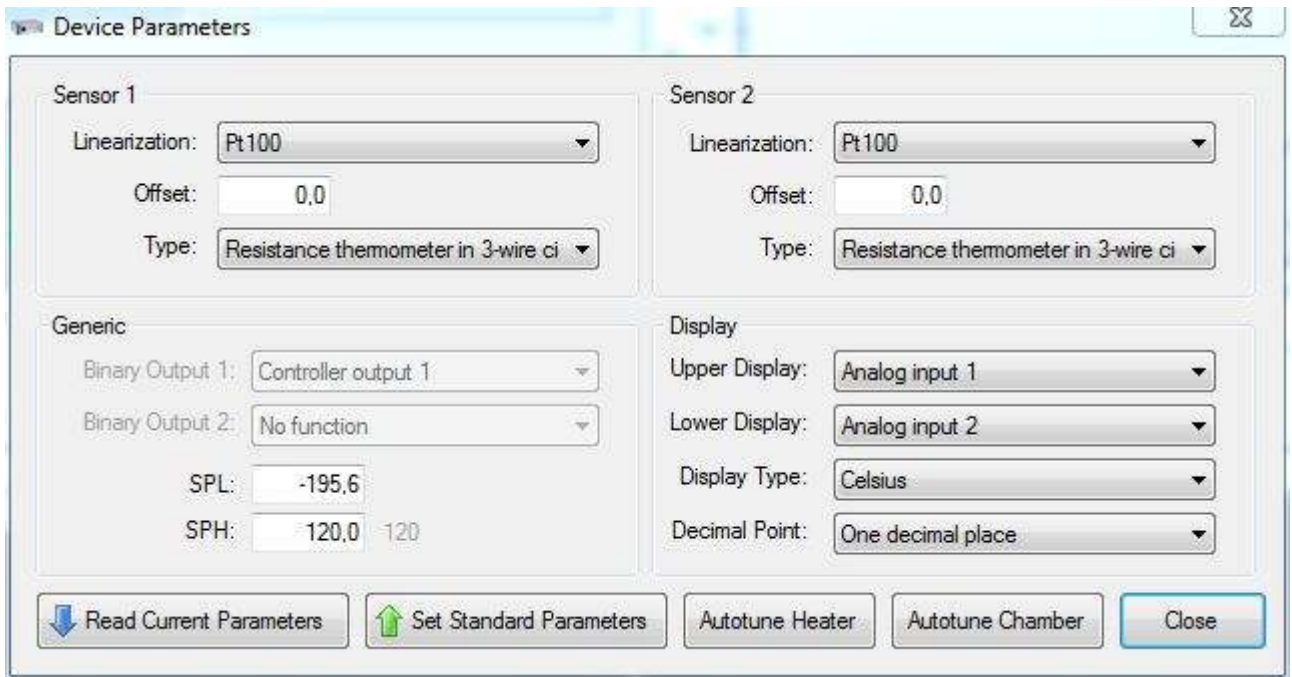 Device Parameters
Sensor 1
Linearization: Pt100
Offset: 0,0
Type: Resistance thermometer in 3-wire ci
Sensor 2
Linearization: Pt100
Offset: 0,0
Type: Resistance thermometer in 3-wire ci
Generic
Binary Output 1: Controller output 1
Binary Output 2: No function
SPL: -195,6
SPH: 120,0 120
Display
Upper Display: Analog input 1
Lower Display: Analog input 2
Display Type: Celsius
Decimal Point: One decimal place
Read Current Parameters Set Standard Parameters Autotune Heater Autotune Chamber Close